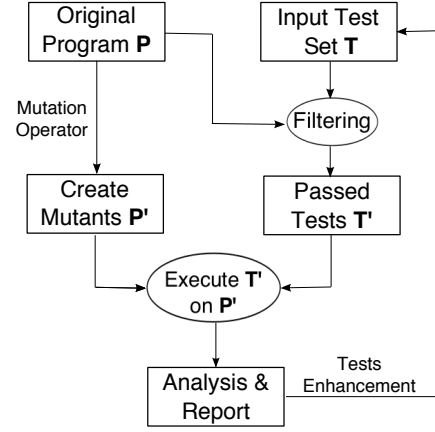 Original
Program P
Input Test
Set T
Mutation
Operator
Filtering
Create
Mutants P'
Passed
Tests T'
Execute T'
on P'
Analysis &
Report
Tests
Enhancement